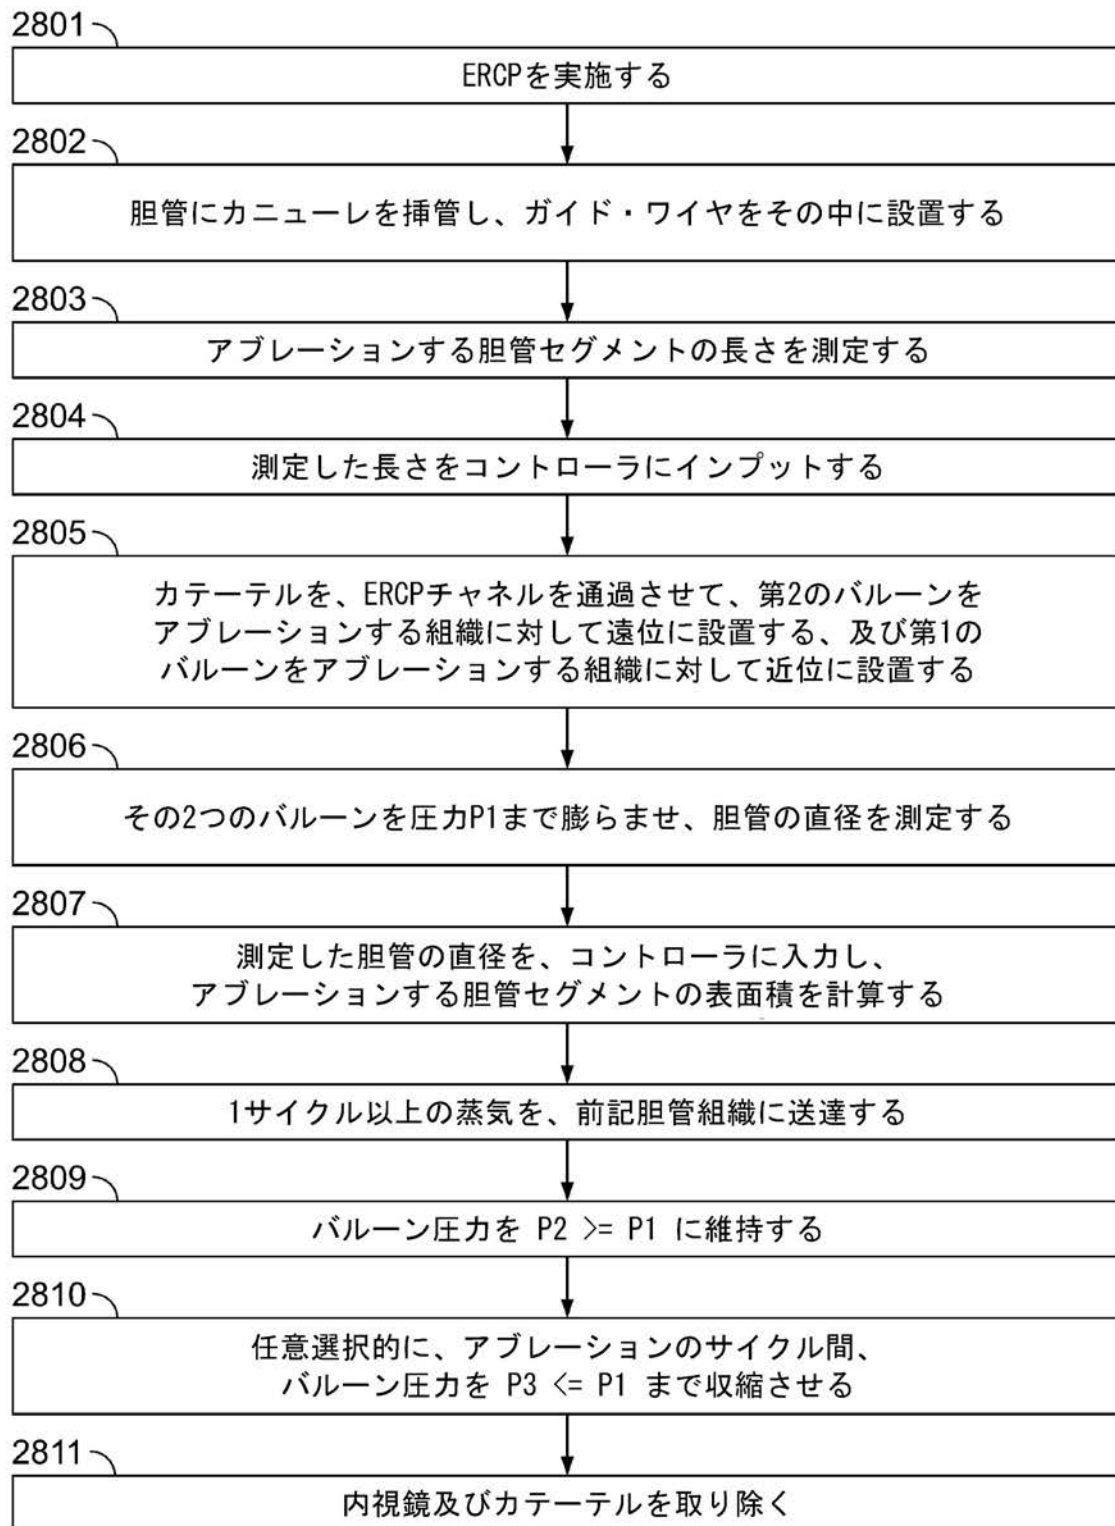 2801
ERCPを実施する
2802
胆管にカニューレを挿管し、ガイド・ワイヤをその中に設置する
2803
アブレーションする胆管セグメントの長さを測定する
2804
測定した長さをコントローラにインプットする
2805
カテーテルを、ERCPチャネルを通過させて、第2のバルーンを
アブレーションする組織に対して遠位に設置する、及び第1の
バルーンをアブレーションする組織に対して近位に設置する
2806
その2つのバルーンを圧力P1まで膨らませ、胆管の直径を測定する
2807
測定した胆管の直径を、コントローラに入力し、
アブレーションする胆管セグメントの表面積を計算する
2808
1サイクル以上の蒸気を、前記胆管組織に送達する
2809
バルーン圧力を P2 >= P1 に維持する
2810
任意選択的に、アブレーションのサイクル間、
バルーン圧力を P3 <= P1 まで収縮させる
2811
内視鏡及びカテーテルを取り除く